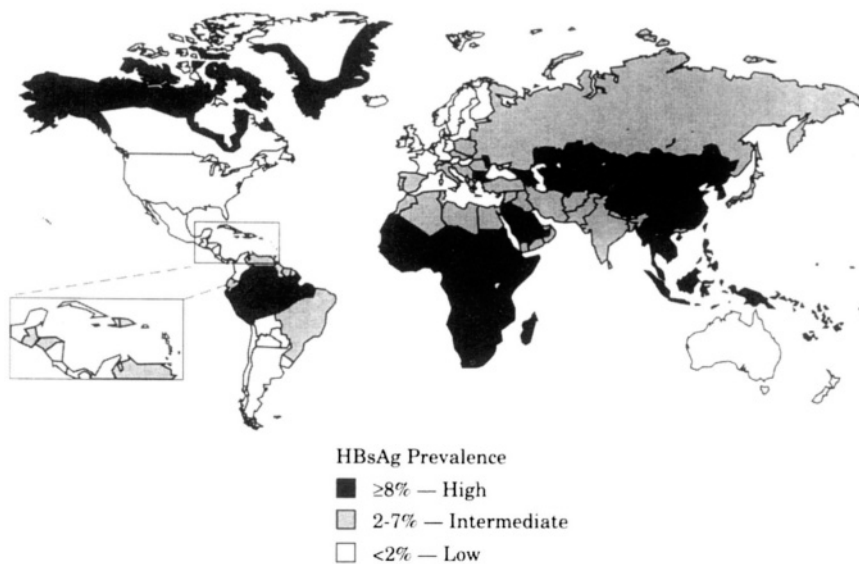 HBsAg Prevalence
≥8% — High
2-7% — Intermediate
<2% — Low